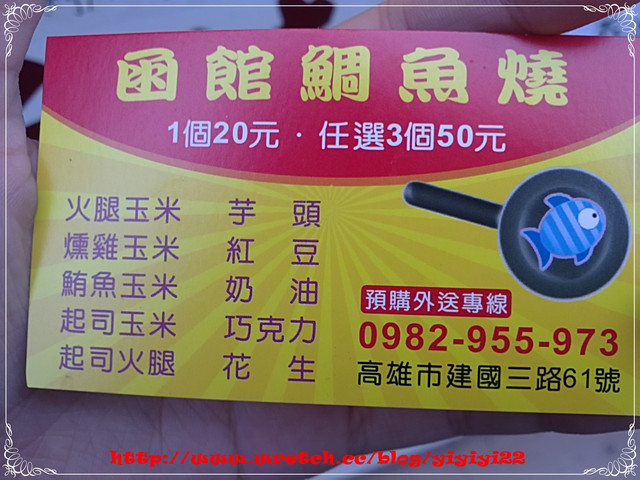 函館鯛魚燒
1個20元．任選3個50元
火腿玉米 芋 頭
燻雞玉米 紅 豆
鮪魚玉米 奶 油
起司玉米 巧克力
起司火腿 花 生
預購外送專線
0982-955-973
高雄市建國三路61號
http://www.wretch.cc/blog/yiyiyi22